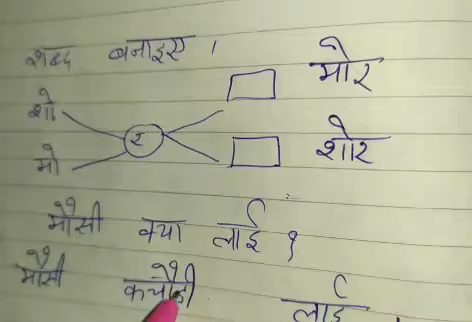 शब्द बनाइए ।
मोर
शो
र
मो
शोर
मौसी क्या लाई ?
मौसी कचौड़ी लाई .